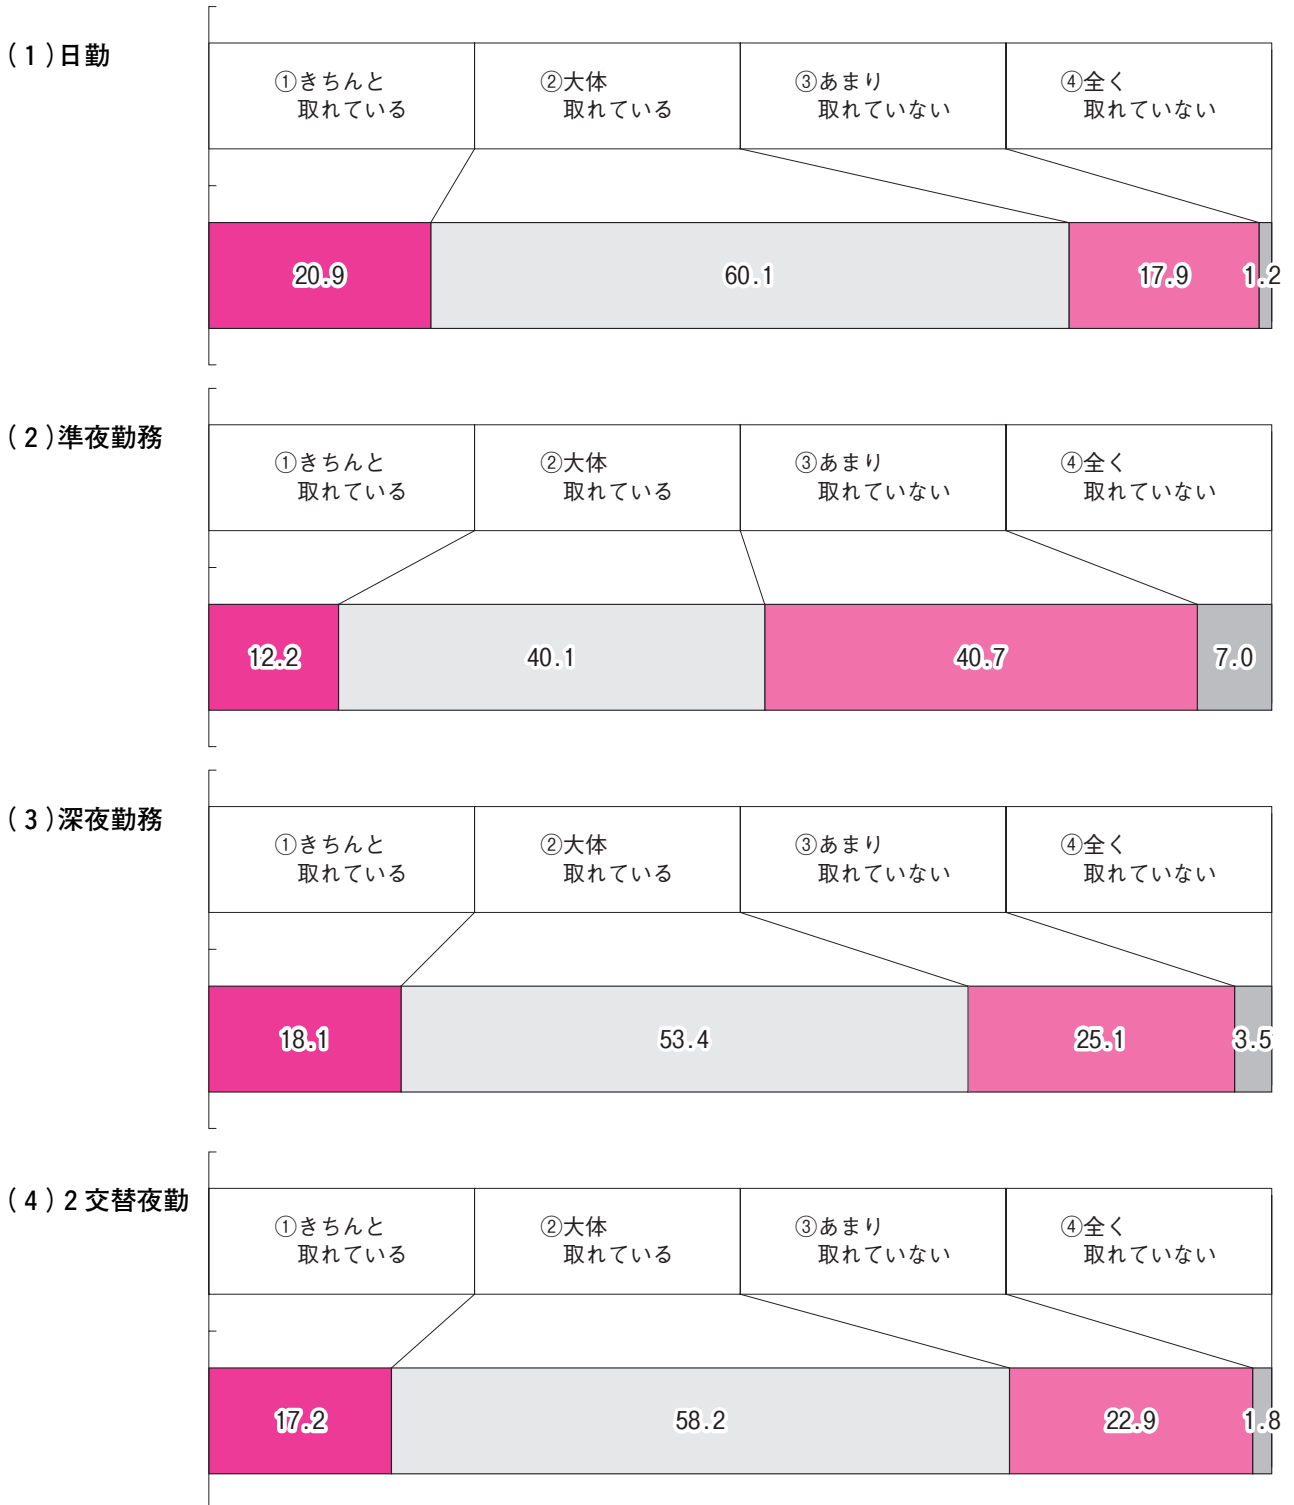 (1)日勤
①きちんと
取れている
②大体
取れている
③あまり
取れていない
④全く
取れていない
20.9
60.1
17.9
1.2
(2)準夜勤務
①きちんと
取れている
②大体
取れている
③あまり
取れていない
④全く
取れていない
12.2
40.1
40.7
7.0
(3)深夜勤務
①きちんと
取れている
②大体
取れている
③あまり
取れていない
④全く
取れていない
18.1
53.4
25.1
3.5
(4)2交替夜勤
①きちんと
取れている
②大体
取れている
③あまり
取れていない
④全く
取れていない
17.2
58.2
22.9
1.8